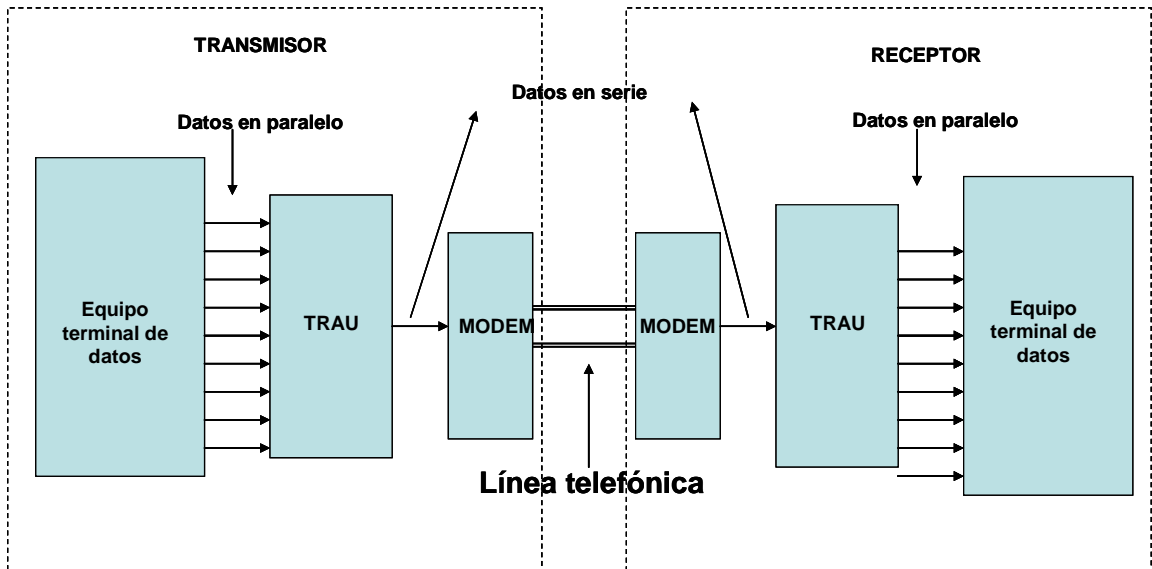 TRANSMISOR
RECEPTOR
Datos en serie
Datos en paralelo
Datos en paralelo
Equipo
terminal de
datos
TRAU
MODEM
MODEM
TRAU
Equipo
terminal de
datos
Línea telefónica